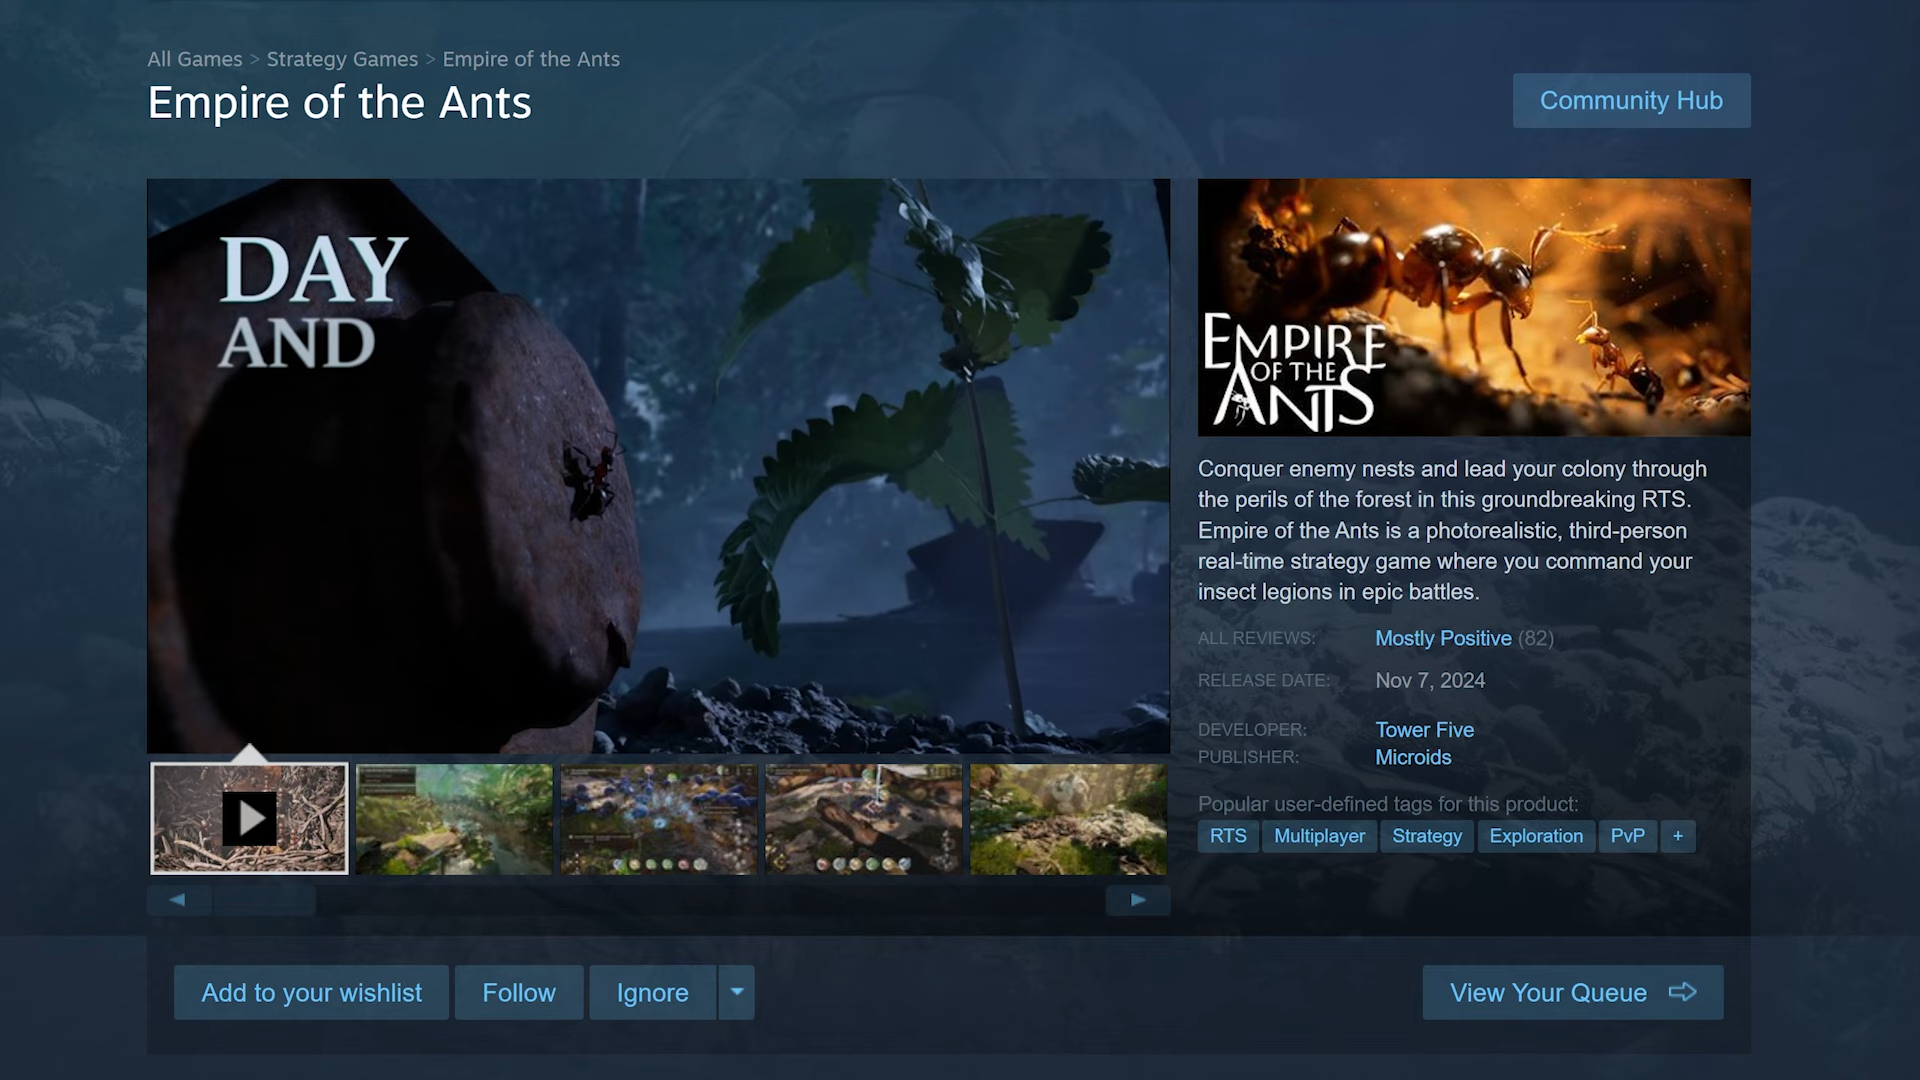 All Games > Strategy Games > Empire of the Ants
Empire of the Ants
Community Hub
DAY
AND
EMPIRE
OF THE
ANTS
Conquer enemy nests and lead your colony through
the perils of the forest in this groundbreaking RTS.
Empire of the Ants is a photorealistic, third-person
real-time strategy game where you command your
insect legions in epic battles.
ALL REVIEWS: Mostly Positive (82)
RELEASE DATE: Nov 7, 2024
DEVELOPER: Tower Five
PUBLISHER: Microids
Popular user-defined tags for this product:
RTS Multiplayer Strategy Exploration PvP +
Add to your wishlist Follow Ignore View Your Queue